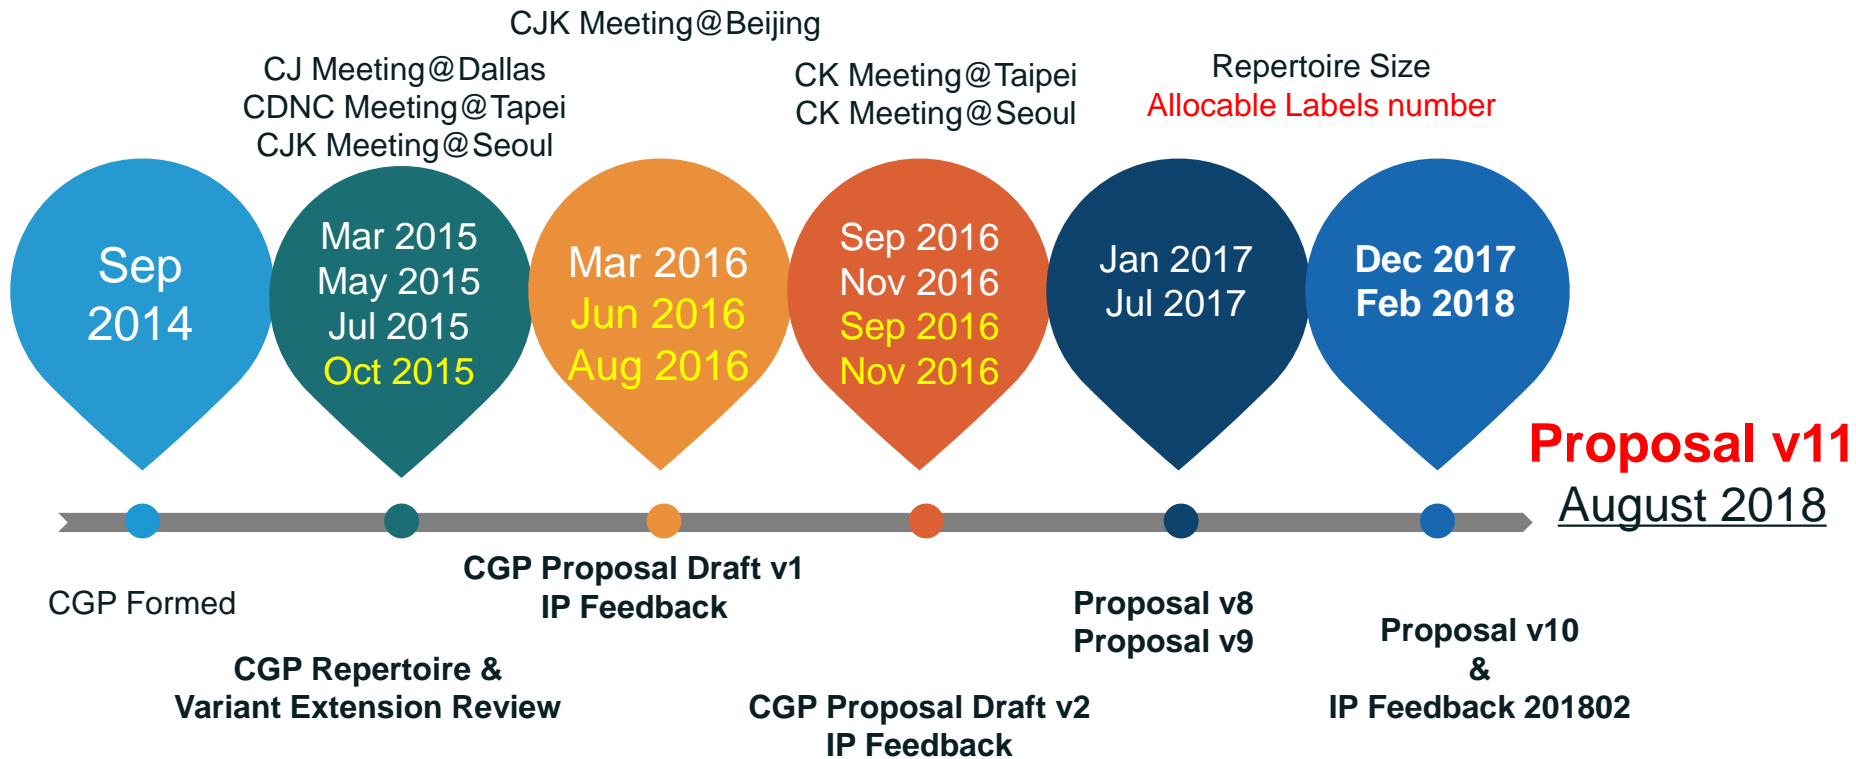 CJK Meeting@Beijing
CJ Meeting@Dallas
CDNC Meeting@Tapei
CJK Meeting@Seoul
CK Meeting@Taipei
CK Meeting@Seoul
Repertoire Size
Allocable Labels number
Sep
2014
Mar 2015
May 2015
Jul 2015
Oct 2015
Mar 2016
Jun 2016
Aug 2016
Sep 2016
Nov 2016
Sep 2016
Nov 2016
Jan 2017
Jul 2017
Dec 2017
Feb 2018
Proposal v11
August 2018
CGP Formed
CGP Repertoire &
Variant Extension Review
CGP Proposal Draft v1
IP Feedback
CGP Proposal Draft v2
IP Feedback
Proposal v8
Proposal v9
Proposal v10
&
IP Feedback 201802